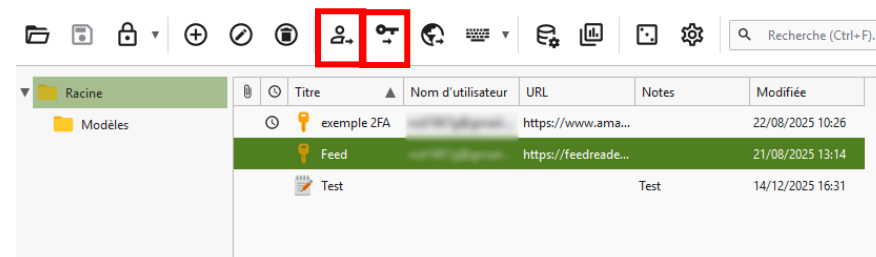 Recherche (Ctrl+F).
Racine
Modèles
Titre Nom d'utilisateur URL Notes Modifiée
exemple 2FA https://www.ama... 22/08/2025 10:26
Feed https://feedreade... 21/08/2025 13:14
Test Test 14/12/2025 16:31